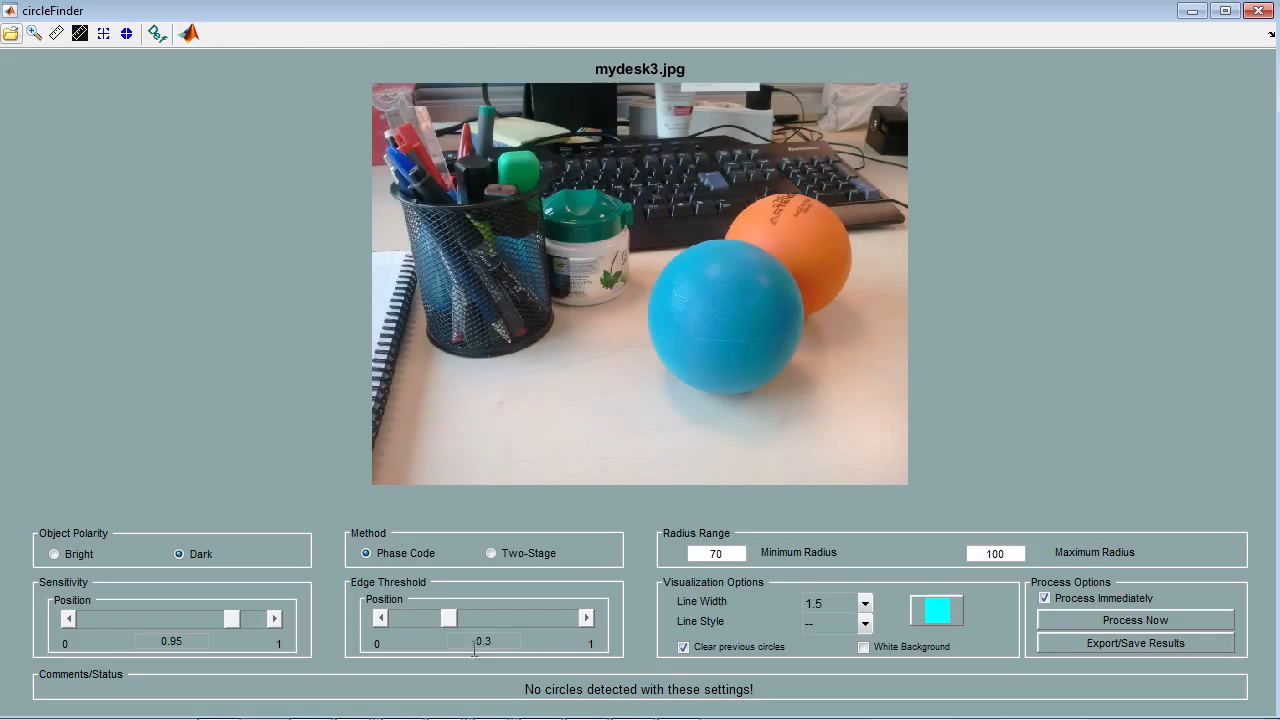 circleFinder
mydesk3.jpg
Object Polarity
Bright
Dark
Method
Phase Code
Two-Stage
Radius Range
70
Minimum Radius
100
Maximum Radius
Sensitivity
Position
0
0.95
1
Edge Threshold
Position
0
0.3
1
Visualization Options
Line Width
1.5
Line Style
--
Clear previous circles
White Background
Process Options
Process Immediately
Process Now
Export/Save Results
Comments/Status
No circles detected with these settings!